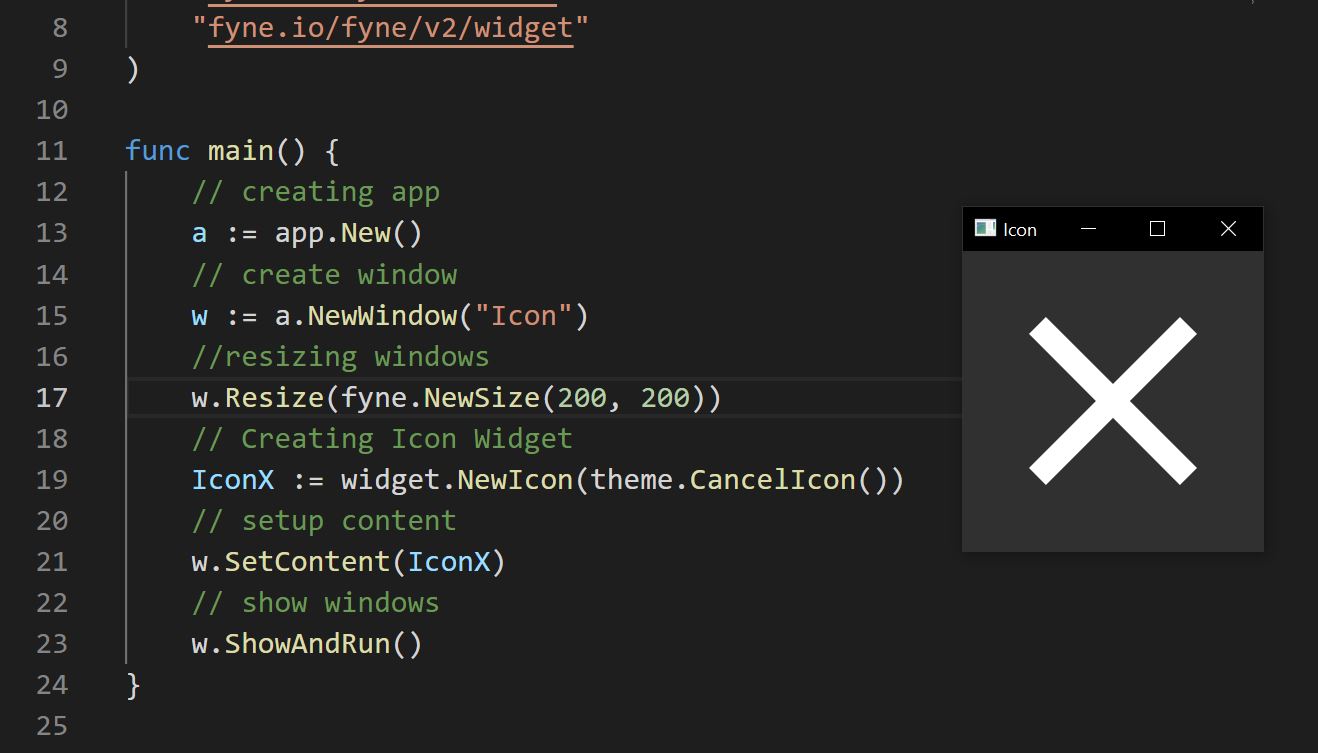 8 "fyne.io/fyne/v2/widget"
9 )
10
11 func main() {
12 // creating app
13 a := app.New()
14 // create window
15 w := a.NewWindow("Icon")
16 //resizing windows
17 w.Resize(fyne.NewSize(200, 200))
18 // Creating Icon Widget
19 IconX := widget.NewIcon(theme.CancelIcon())
20 // setup content
21 w.SetContent(IconX)
22 // show windows
23 w.ShowAndRun()
24 }
25
Icon